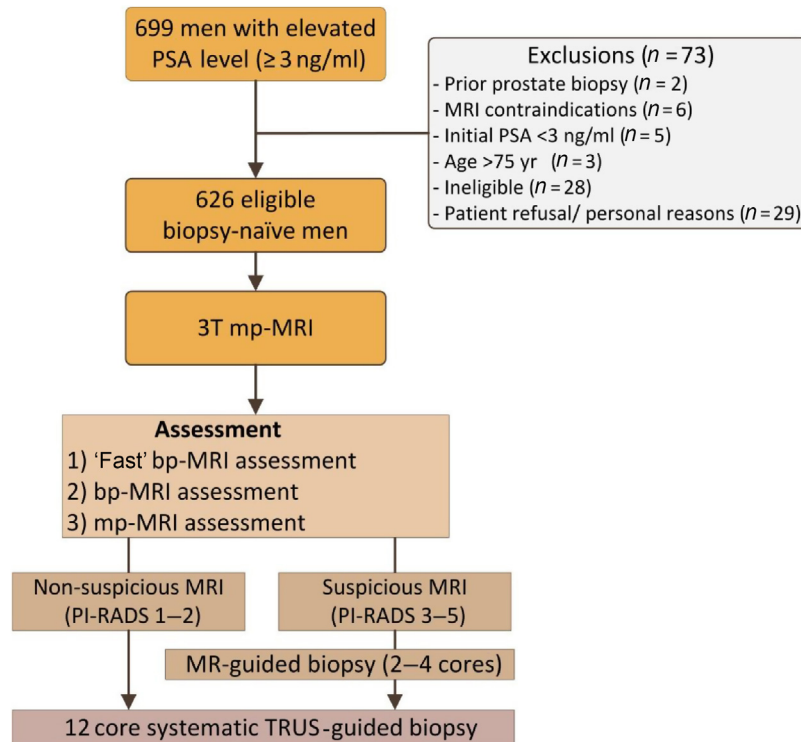 699 men with elevated
PSA level (≥ 3 ng/ml)
Exclusions (n = 73)
- Prior prostate biopsy (n = 2)
- MRI contraindications (n = 6)
- Initial PSA <3 ng/ml (n = 5)
- Age >75 yr (n = 3)
- Ineligible (n = 28)
- Patient refusal/ personal reasons (n = 29)
626 eligible
biopsy-naïve men
3T mp-MRI
Assessment
1) 'Fast' bp-MRI assessment
2) bp-MRI assessment
3) mp-MRI assessment
Non-suspicious MRI
(PI-RADS 1–2)
Suspicious MRI
(PI-RADS 3–5)
MR-guided biopsy (2–4 cores)
12 core systematic TRUS-guided biopsy